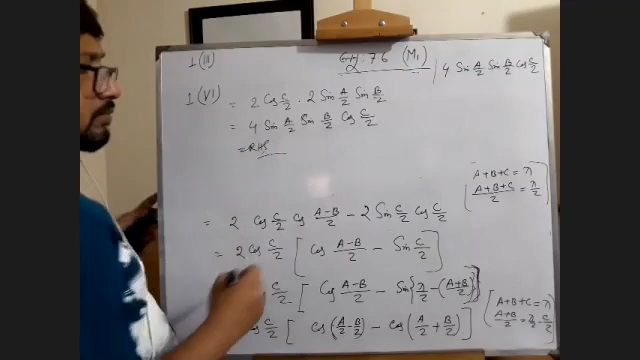 1 (III)
76 (M₁)
4 Sin A/2 Sin B/2 Cos C/2
1 (VI)
= 2 Cos C/2 . 2 Sin A/2 Sin B/2
= 4 Sin A/2 Sin B/2 Cos C/2
= RHS
A+B+C = π
(A+B+C)/2 = π/2
= 2 Cos C/2 Cos (A-B)/2 - 2 Sin C/2 Cos C/2
= 2 Cos C/2 [ Cos (A-B)/2 - Sin C/2 ]
C/2 [ Cos (A-B)/2 - Sin{π/2 - (A+B)/2} ]
A+B+C = π
(A+B)/2 = π/2 - C/2
C/2 [ Cos (A/2 - B/2) - Cos (A/2 + B/2) ]